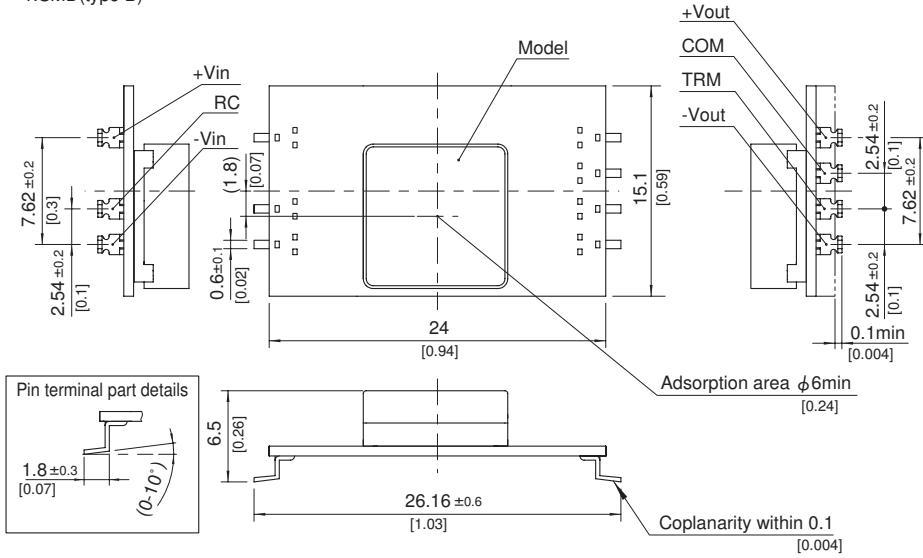 +Vin
RC
-Vin
Model
+Vout
COM
TRM
-Vout
7.62 ±0.2
[0.3]
2.54 ±0.2
[0.1]
(1.8)
[0.07]
0.6±0.1
[0.02]
15.1
[0.59]
2.54 ±0.2
[0.1]
7.62 ±0.2
[0.3]
2.54 ±0.2
[0.1]
0.1min
[0.004]
24
[0.94]
Adsorption area ϕ6min
[0.24]
Pin terminal part details
1.8 ±0.3
[0.07]
(0-10°)
6.5
[0.26]
26.16 ±0.6
[1.03]
Coplanarity within 0.1
[0.004]